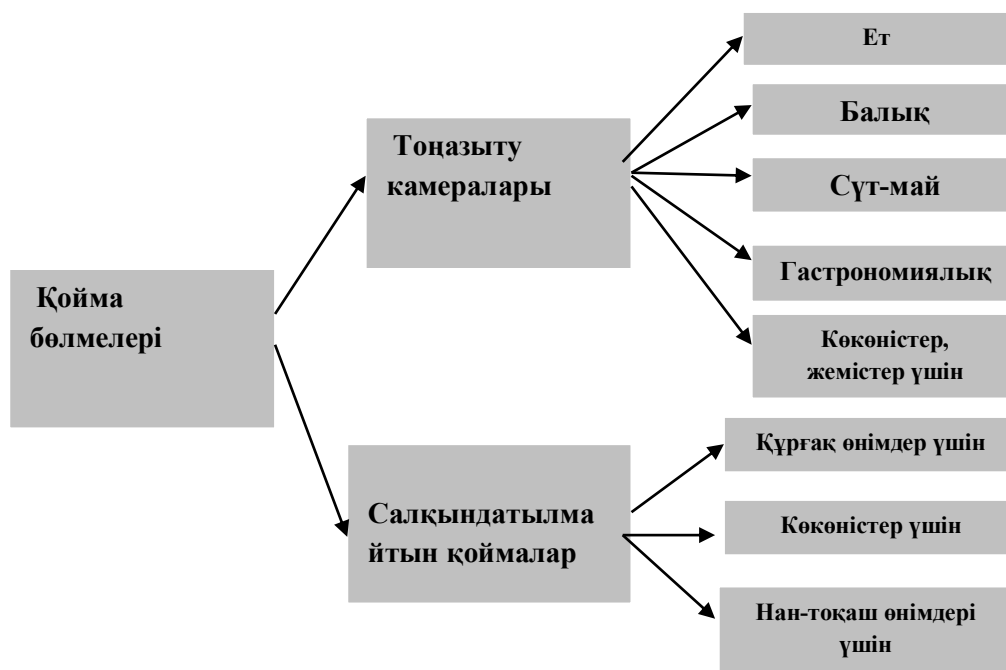 Қойма
бөлмелері
Тоңазыту
камералары
Ет
Балық
Сүт-май
Гастрономиялық
Көкөністер,
жемістер үшін
Салқындатылма
йтын қоймалар
Құрғақ өнімдер үшін
Көкөністер үшін
Нан-тоқаш өнімдері
үшін